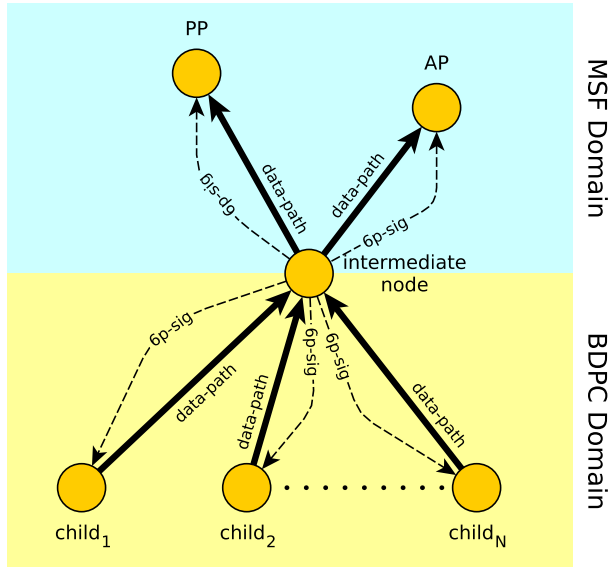 PP
AP
MSF Domain
data-path
data-path
6p-sig
6p-sig
intermediate
node
6p-sig
6p-sig
6p-sig
data-path
data-path
data-path
BDPC Domain
child1
child2
childN